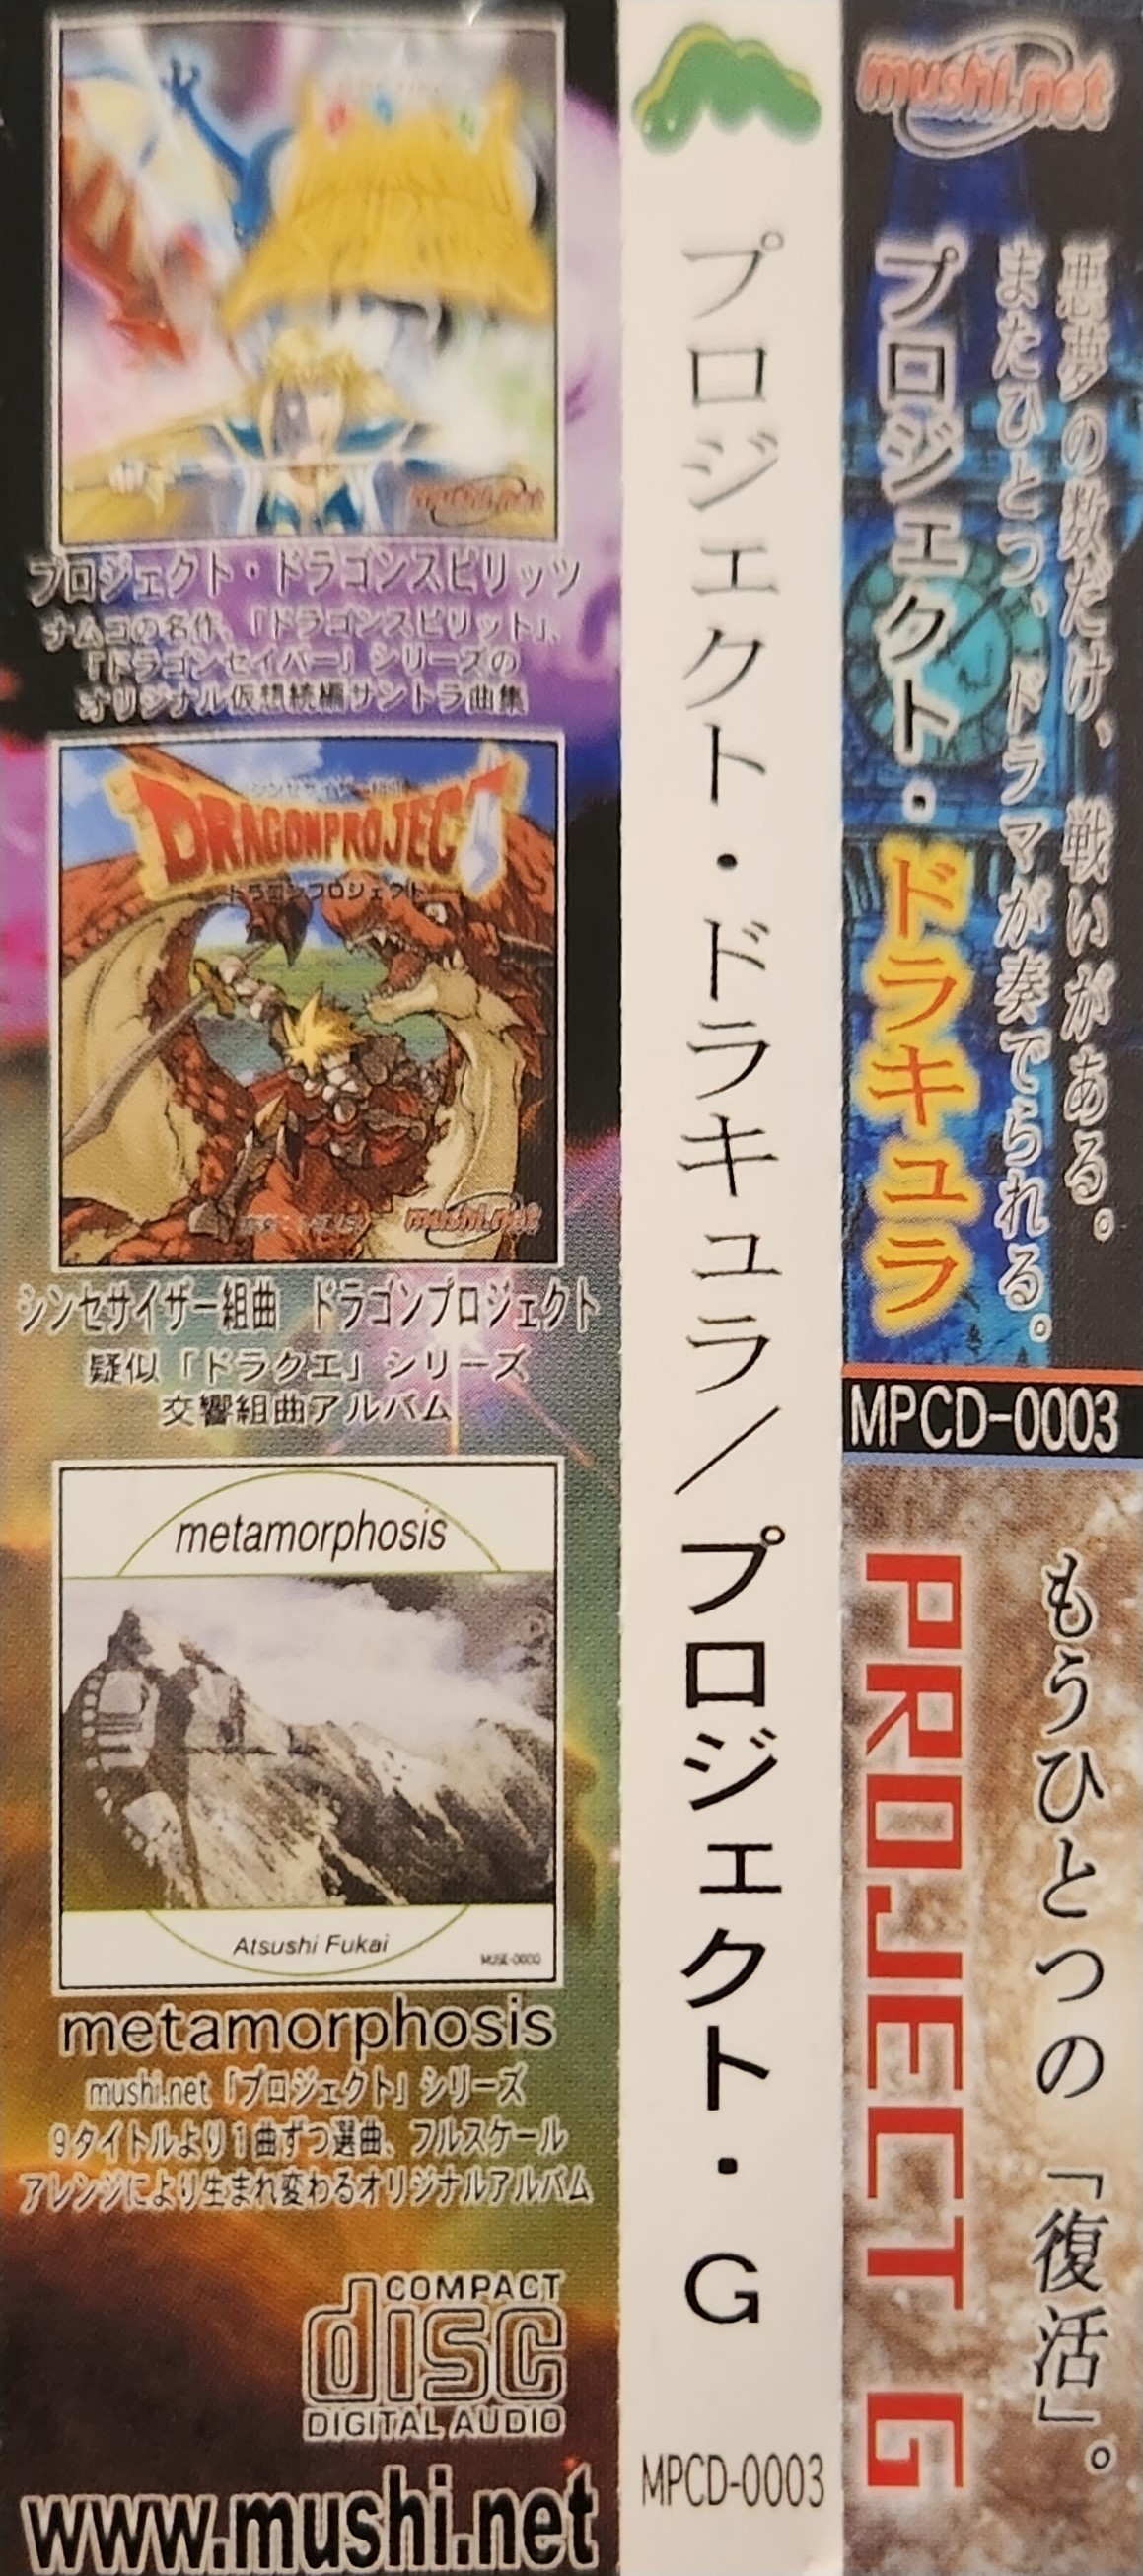 mushi.net
プロジェクト・ドラゴンスピリッツ
ナムコの名作、「ドラゴンスピリット」、
「ドラゴンセイバー」シリーズの
オリジナル仮想続編サントラ曲集
シンセサイザー組曲
DRAGONPROJECT
ドラゴンプロジェクト
mushi.net
シンセサイザー組曲 ドラゴンプロジェクト
疑似「ドラクエ」シリーズ
交響組曲アルバム
metamorphosis
Atsushi Fukai
metamorphosis
mushi.net「プロジェクト」シリーズ
9タイトルより1曲ずつ選曲、フルスケール
アレンジにより生まれ変わるオリジナルアルバム
COMPACT
disc
DIGITAL AUDIO
www.mushi.net
プロジェクト・ドラキュラ／プロジェクト・G
MPCD-0003
mushi.net
悪夢の数だけ、戦いがある。
またひとつ、ドラマが奏でられる。
プロジェクト・ドラキュラ
MPCD-0003
もうひとつの「復活」。
PROJECT G